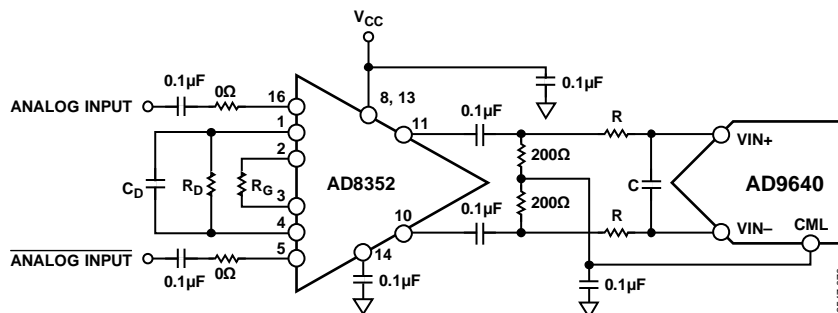 VCC
0.1µF
0Ω
0.1µF
ANALOG INPUT
16
8, 13
0.1µF
R
1
11
VIN+
2
200Ω
CD
RD
RG
AD8352
C
AD9640
3
200Ω
4
10
0.1µF
R
VIN–
CML
ANALOG INPUT
5
14
0.1µF
0Ω
0.1µF
0.1µF